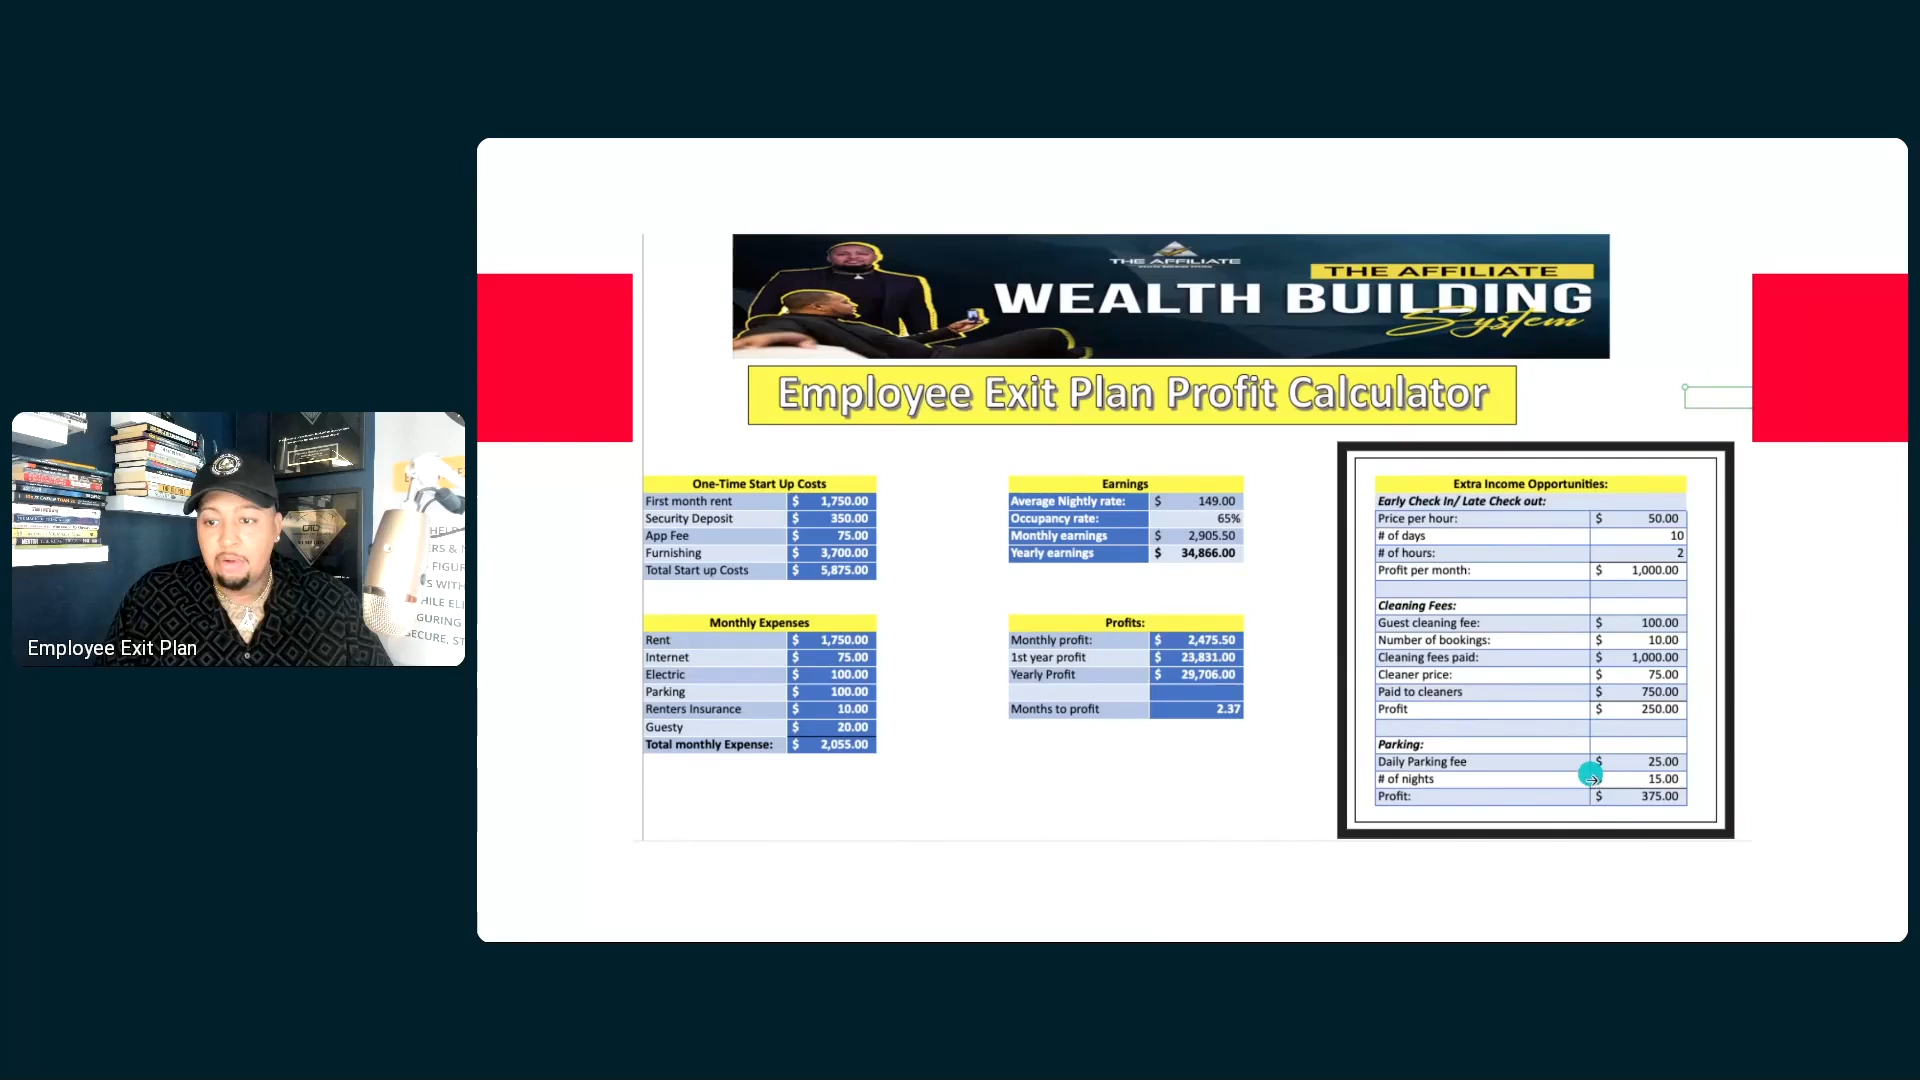 THE AFFILIATE
THE AFFILIATE
WEALTH BUILDING
System
Employee Exit Plan Profit Calculator
One-Time Start Up Costs
First month rent $ 1,750.00
Security Deposit $ 350.00
App Fee $ 75.00
Furnishing $ 3,700.00
Total Start up Costs $ 5,875.00
Monthly Expenses
Rent $ 1,750.00
Internet $ 75.00
Electric $ 100.00
Parking $ 100.00
Renters Insurance $ 10.00
Guesty $ 20.00
Total monthly Expense: $ 2,055.00
Earnings
Average Nightly rate: $ 149.00
Occupancy rate: 65%
Monthly earnings $ 2,905.50
Yearly earnings $ 34,866.00
Profits:
Monthly profit: $ 2,475.50
1st year profit $ 23,831.00
Yearly Profit $ 29,706.00
Months to profit 2.37
Extra Income Opportunities:
Early Check In/ Late Check out:
Price per hour: $ 50.00
# of days 10
# of hours: 2
Profit per month: $ 1,000.00
Cleaning Fees:
Guest cleaning fee: $ 100.00
Number of bookings: $ 10.00
Cleaning fees paid: $ 1,000.00
Cleaner price: $ 75.00
Paid to cleaners $ 750.00
Profit $ 250.00
Parking:
Daily Parking fee $ 25.00
# of nights 15.00
Profit: $ 375.00
HELP
ERS &
FIGUR
S WITH
HILE ELI
GURING
SECURE, ST
Employee Exit Plan